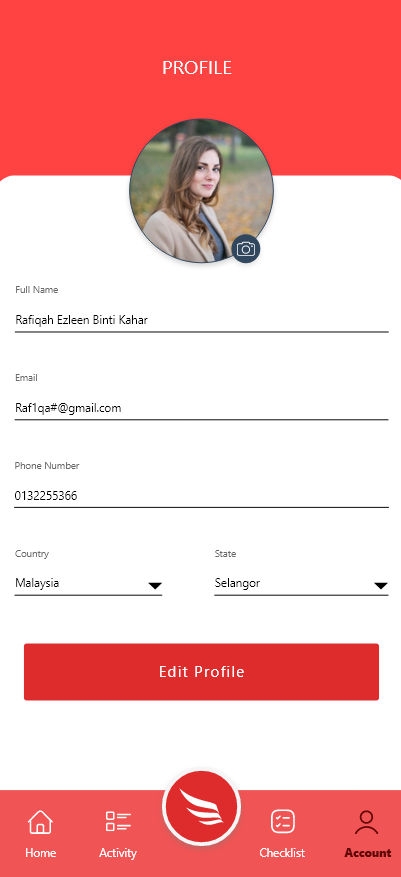 PROFILE
Full Name
Rafiqah Ezleen Binti Kahar
Email
Raf1qa#@gmail.com
Phone Number
0132255366
Country State
Malaysia Selangor
Edit Profile
Home Activity Checklist Account